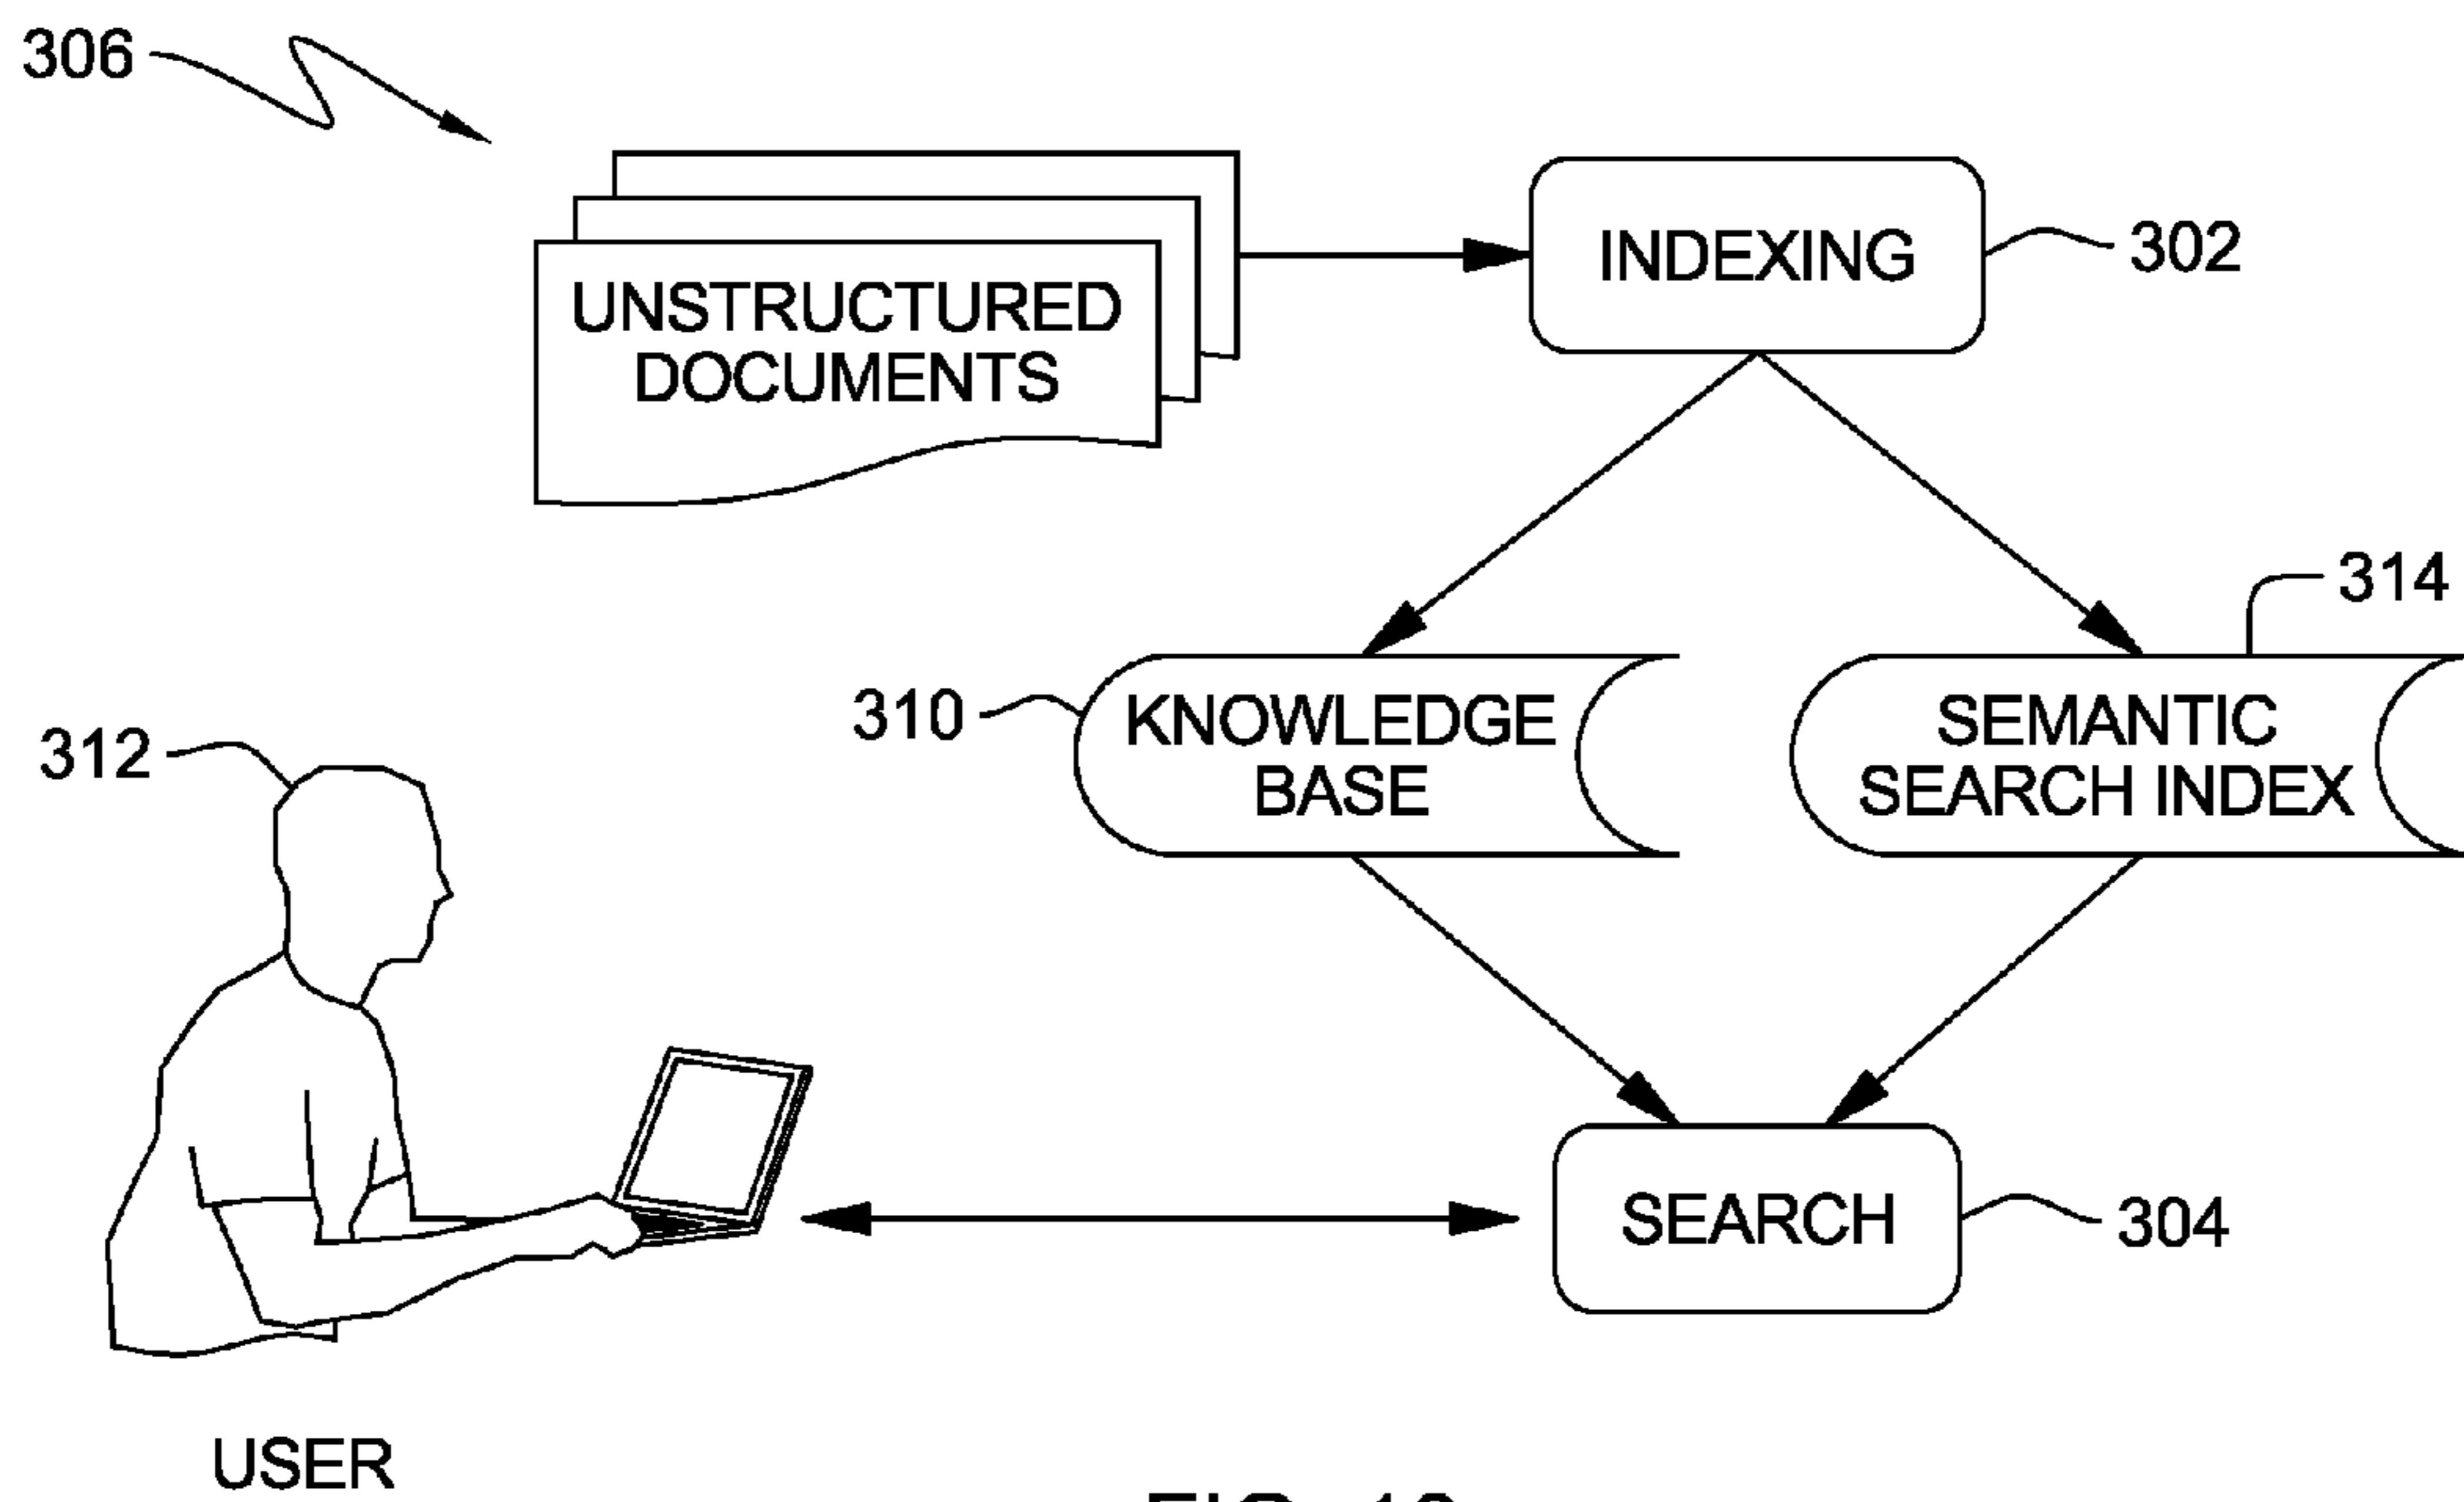 306
UNSTRUCTURED
DOCUMENTS
INDEXING
302
314
310
KNOWLEDGE
BASE
SEMANTIC
SEARCH INDEX
312
SEARCH
304
USER